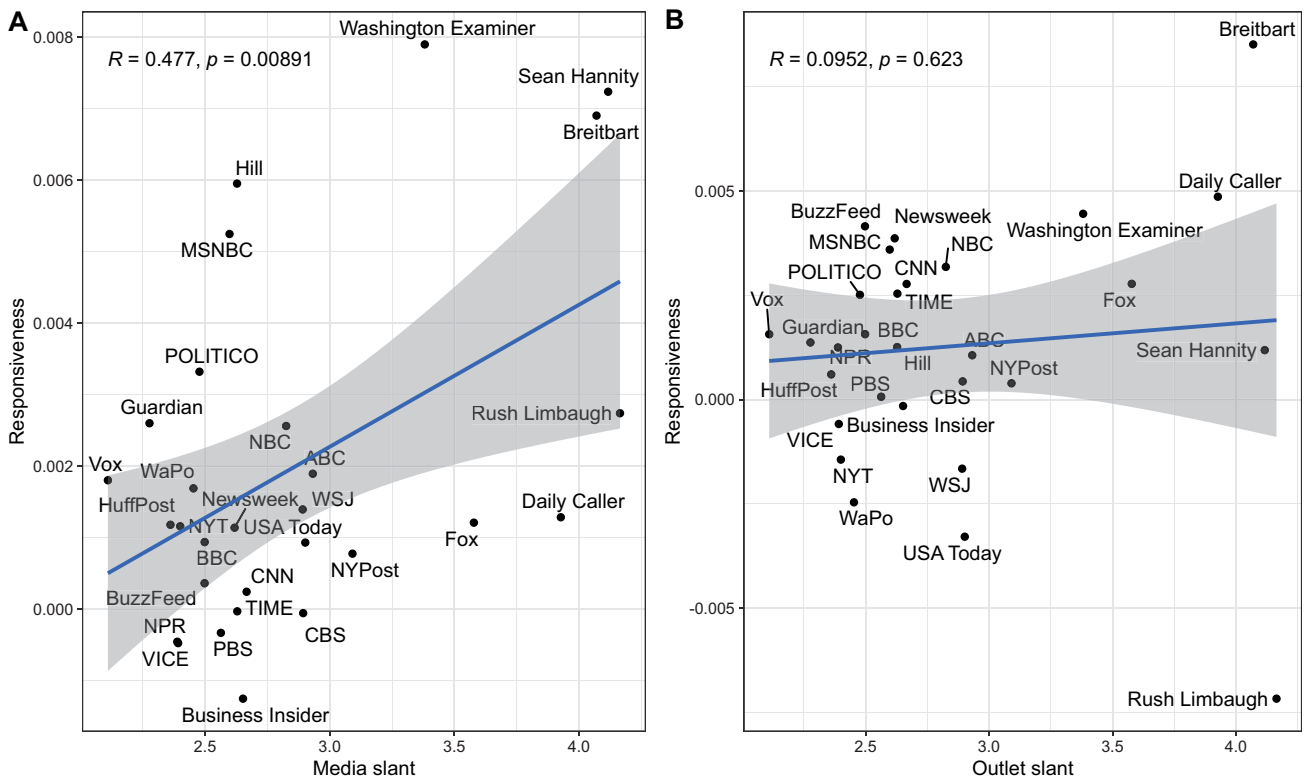 A
R = 0.477, p = 0.00891
Washington Examiner
Sean Hannity
Breitbart
Hill
MSNBC
POLITICO
Guardian
Rush Limbaugh
NBC
ABC
Vox
WaPo
HuffPost
Newsweek
WSJ
Daily Caller
NYT
USA Today
Fox
BBC
NYPost
CNN
BuzzFeed
TIME
NPR
CBS
VICE
PBS
Business Insider
0.008
0.006
0.004
0.002
0.000
Responsiveness
2.5
3.0
3.5
4.0
Media slant
B
R = 0.0952, p = 0.623
Breitbart
Daily Caller
BuzzFeed
Newsweek
Washington Examiner
MSNBC
NBC
POLITICO
CNN
TIME
Fox
Vox
Guardian
BBC
ABC
NPR
Hill
Sean Hannity
NYPost
HuffPost
PBS
CBS
VICE
Business Insider
NYT
WSJ
WaPo
USA Today
Rush Limbaugh
0.005
0.000
-0.005
Responsiveness
2.5
3.0
3.5
4.0
Outlet slant